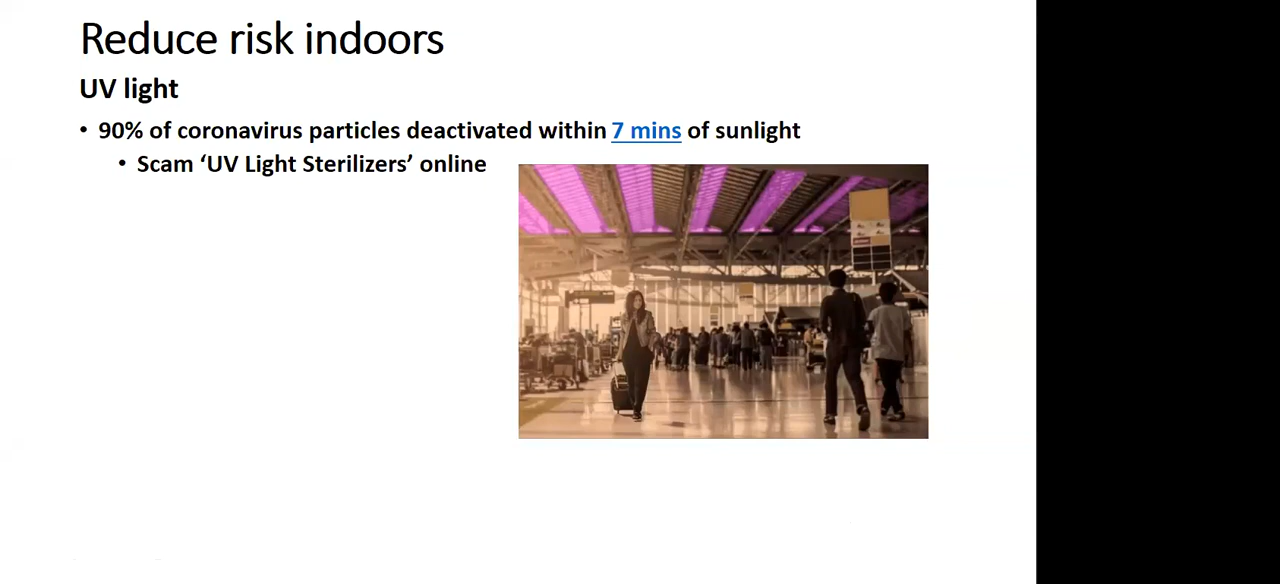 Reduce risk indoors
UV light
• 90% of coronavirus particles deactivated within 7 mins of sunlight
• Scam ‘UV Light Sterilizers’ online